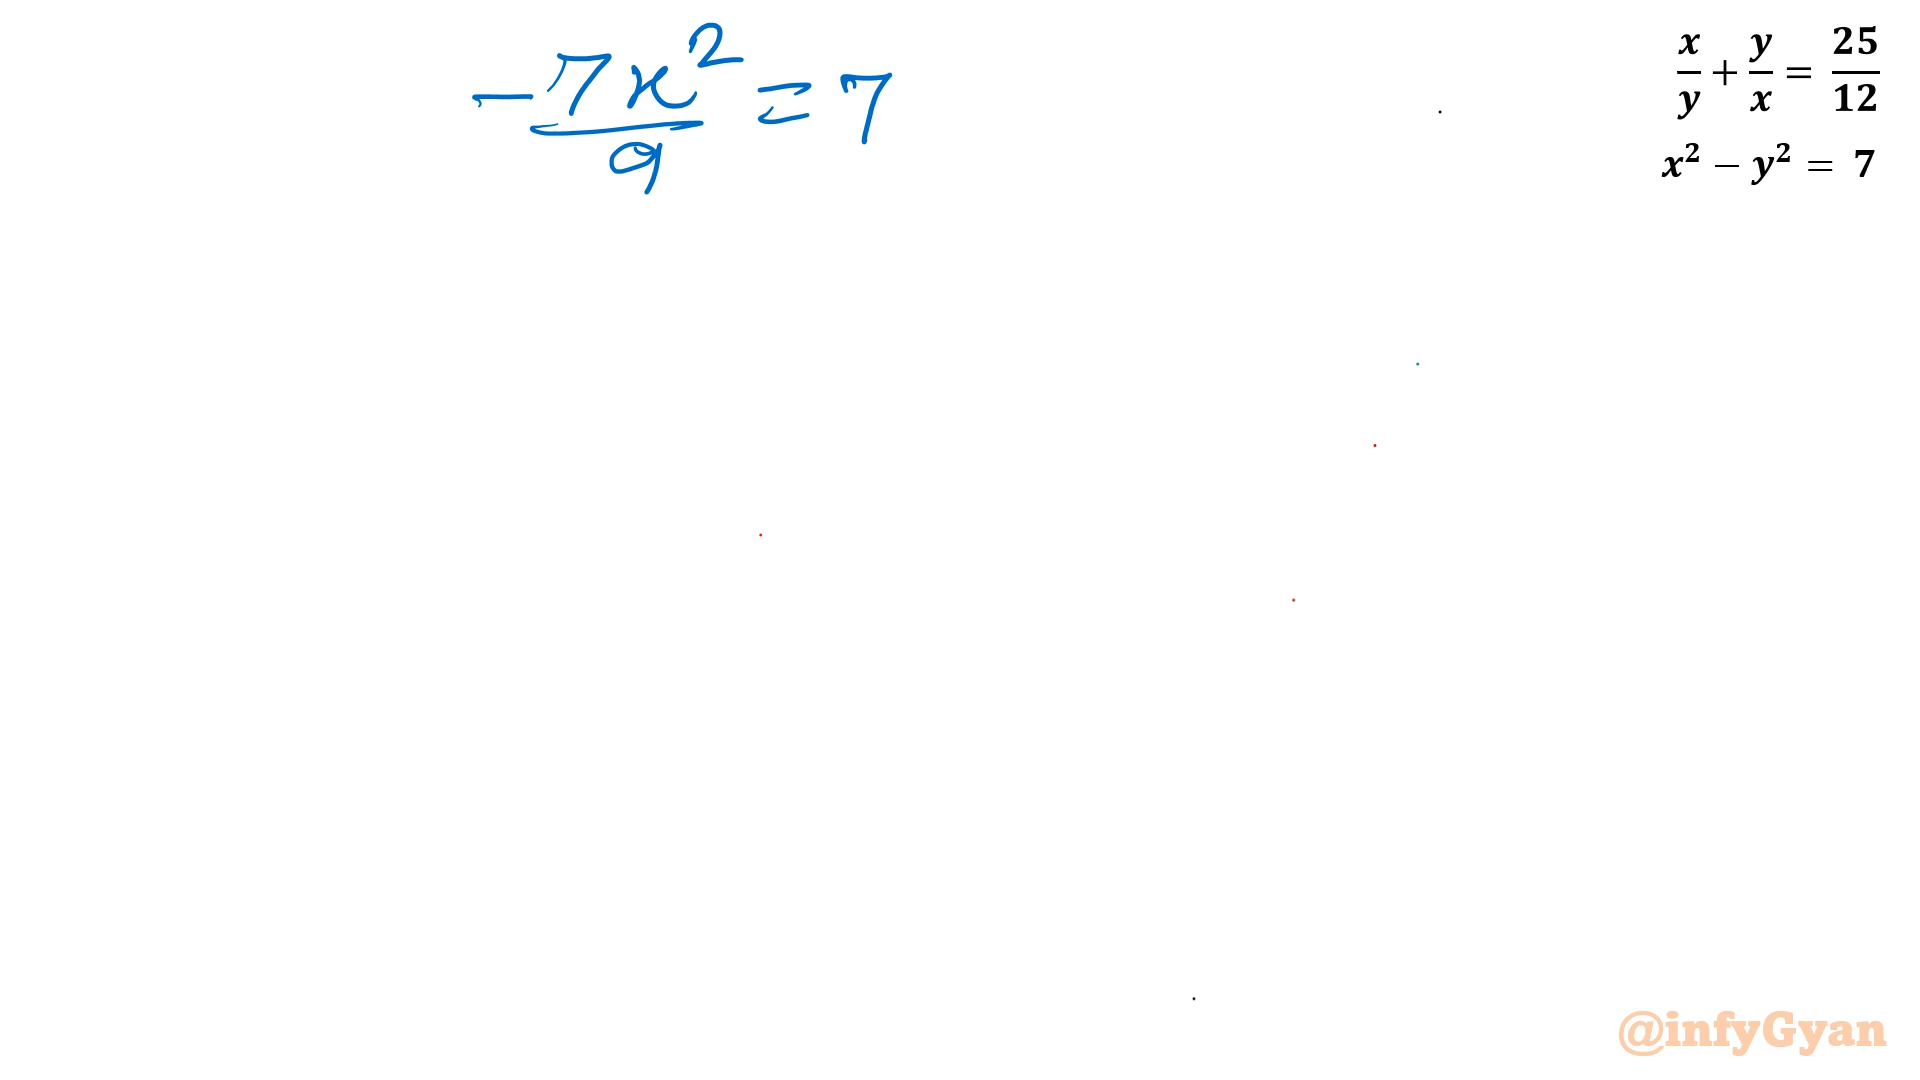 -7x²/9 = 7
x/y + y/x = 25/12
x² − y² = 7
@infyGyan